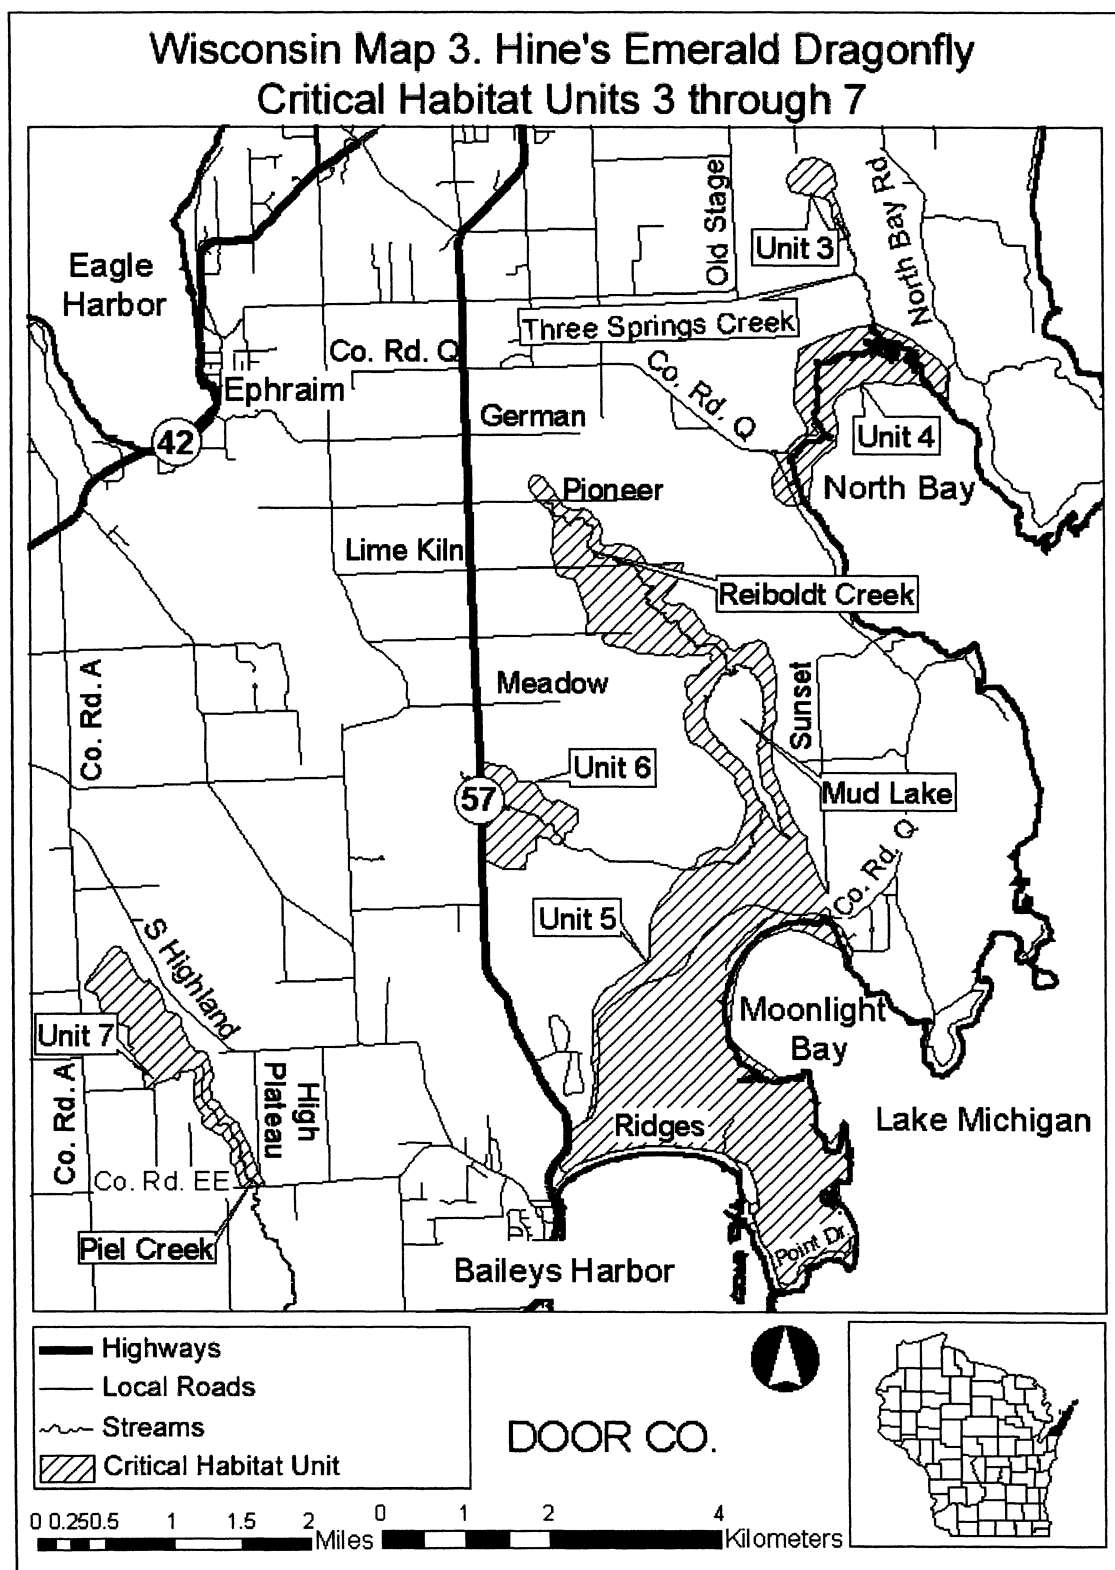 Wisconsin Map 3. Hine's Emerald Dragonfly
Critical Habitat Units 3 through 7
Old Stage
North Bay Rd
Unit 3
Eagle
Harbor
Three Springs Creek
Co. Rd. Q
Co. Rd. Q
Ephraim
German
42
Unit 4
Pioneer
North Bay
Lime Kiln
Reiboldt Creek
Co. Rd. A
Meadow
Sunset
Unit 6
57
Mud Lake
Co. Rd. Q
Unit 5
S Highland
Moonlight
Bay
Unit 7
Co. Rd. A
High
Plateau
Ridges
Lake Michigan
Co. Rd. EE
Piel Creek
Point Dr.
Baileys Harbor
Highways
Local Roads
Streams
Critical Habitat Unit
DOOR CO.
0 0.250.5 1 1.5 2 Miles
0 1 2 4 Kilometers